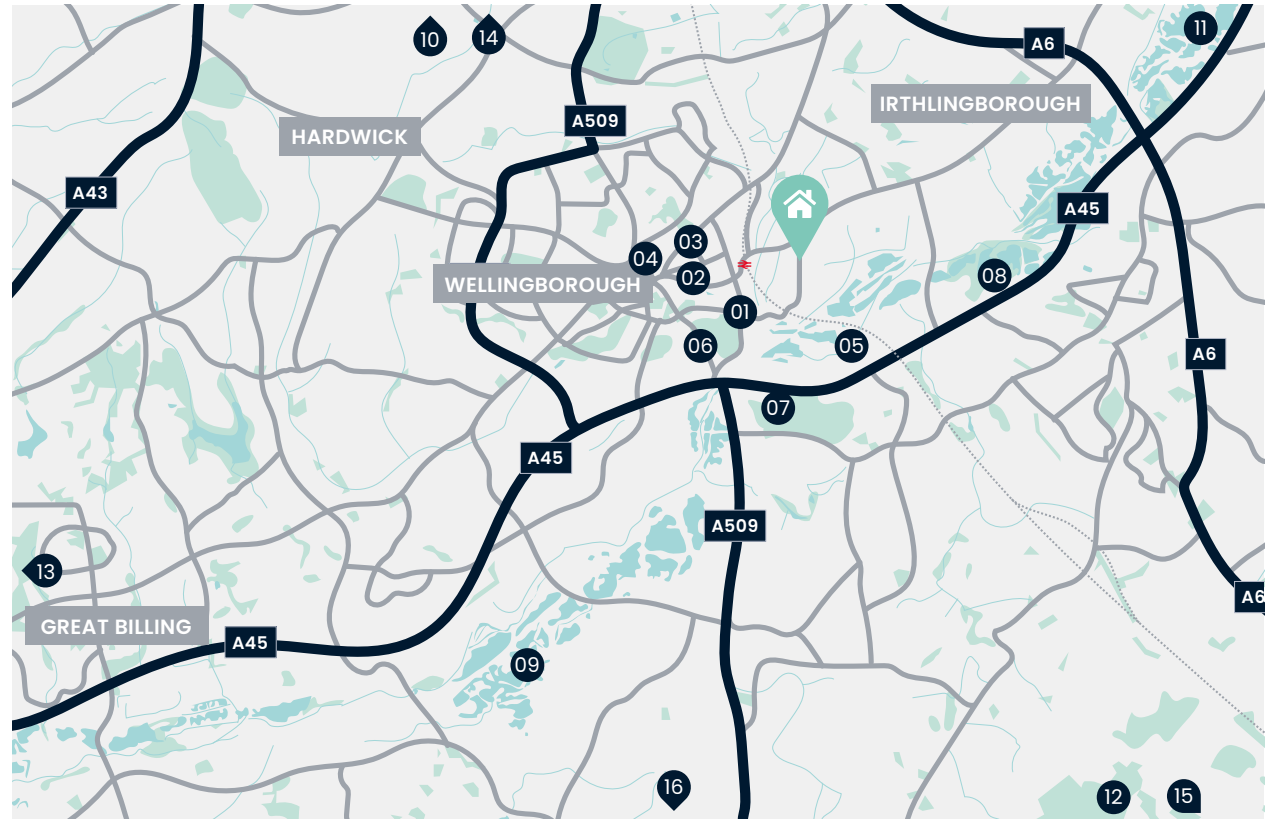 11
10
14
A6
IRTHLINGBOROUGH
A509
HARDWICK
A43
A45
03
04
08
02
WELLINGBOROUGH
01
06
05
A6
07
A45
A509
13
A6
GREAT BILLING
A45
09
16
12
15